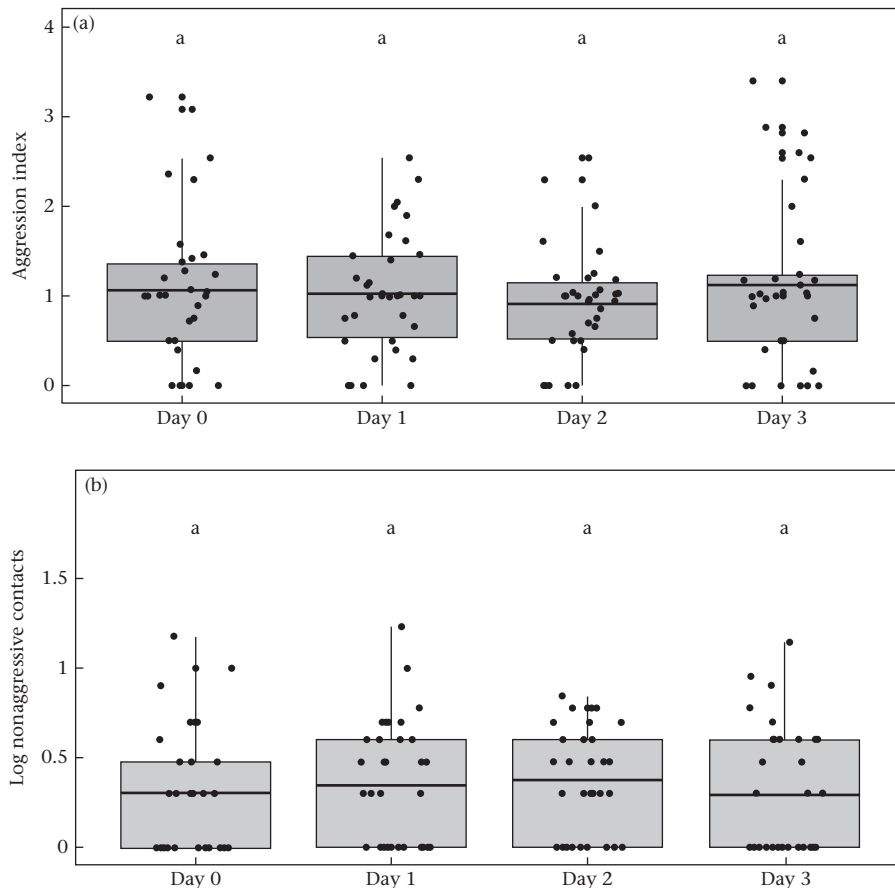 (a)
a a a a
4
3
2
1
0
Aggression index
Day 0 Day 1 Day 2 Day 3
(b)
a a a a
1.5
1
0.5
0
Log nonaggressive contacts
Day 0 Day 1 Day 2 Day 3